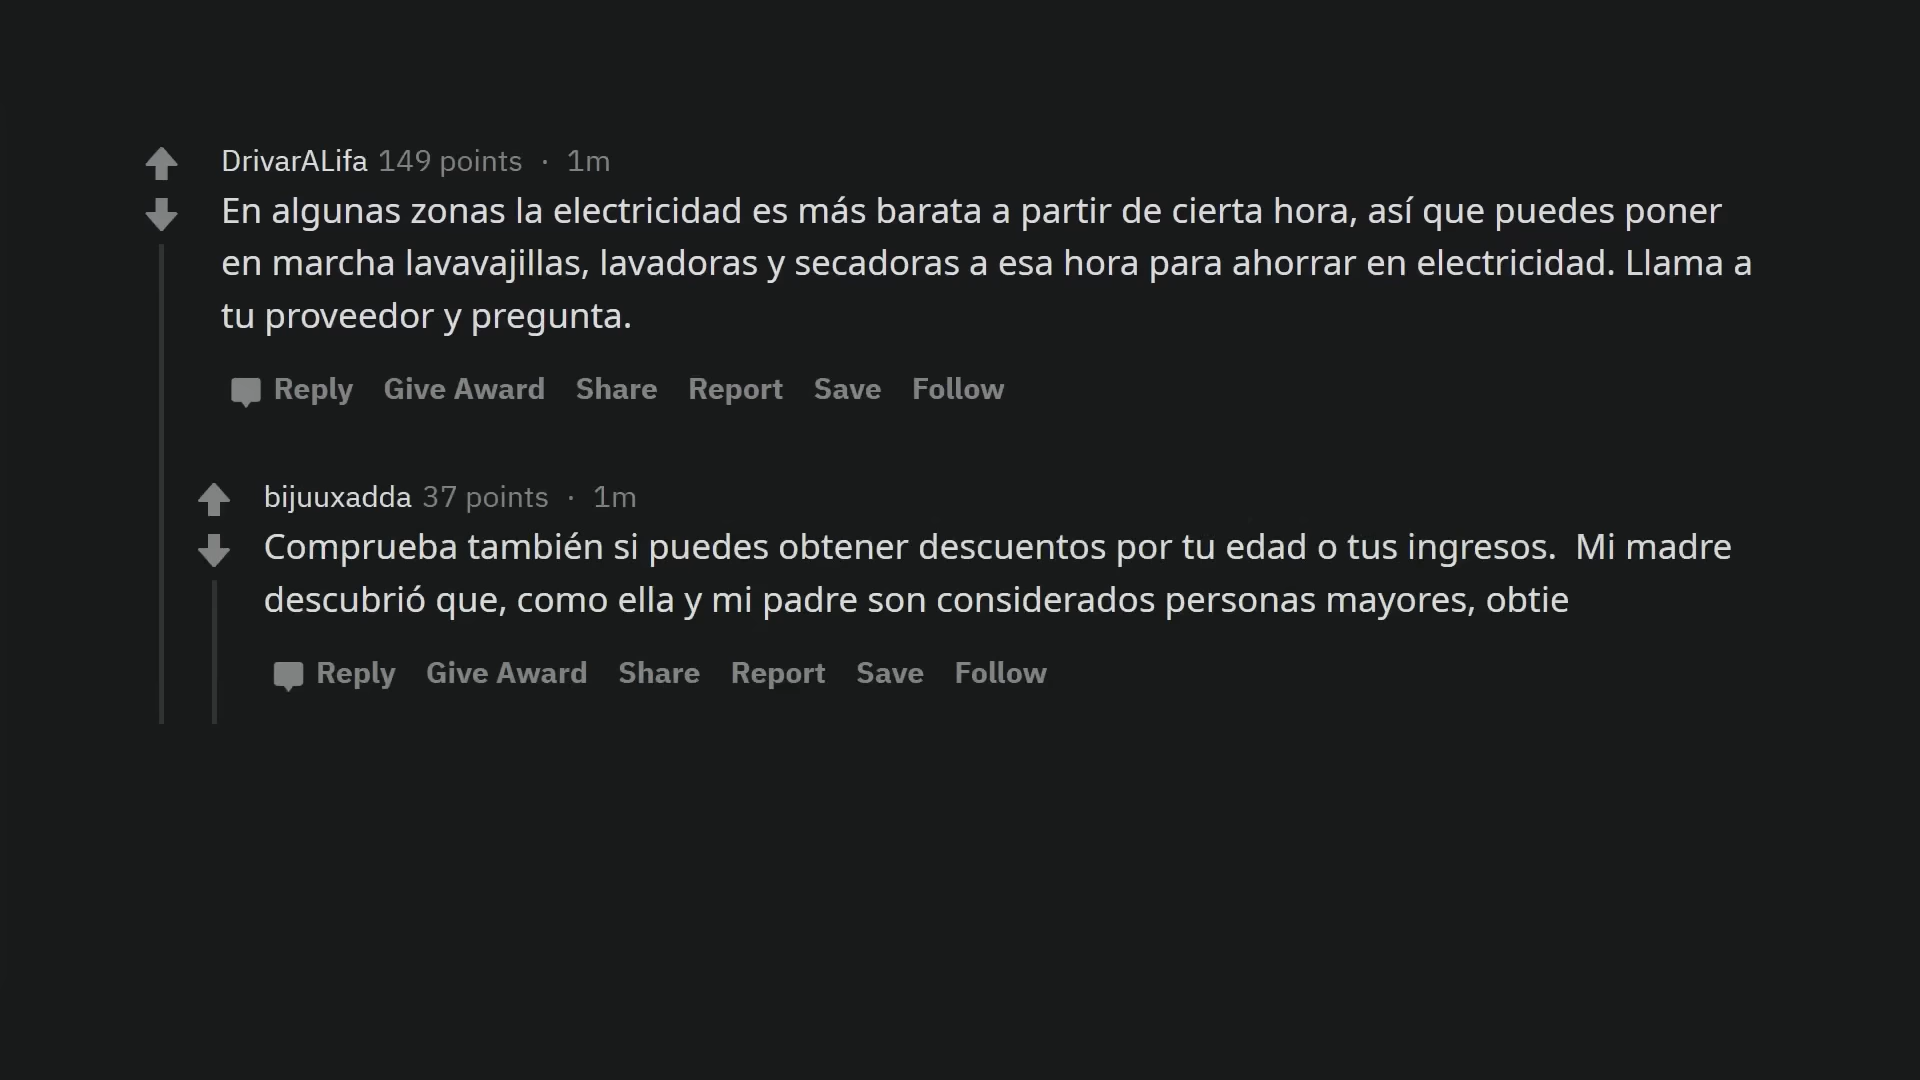 DrivarALifa 149 points · 1m
En algunas zonas la electricidad es más barata a partir de cierta hora, así que puedes poner
en marcha lavavajillas, lavadoras y secadoras a esa hora para ahorrar en electricidad. Llama a
tu proveedor y pregunta.
Reply Give Award Share Report Save Follow
bijuuxadda 37 points · 1m
Comprueba también si puedes obtener descuentos por tu edad o tus ingresos.  Mi madre
descubrió que, como ella y mi padre son considerados personas mayores, obtie
Reply Give Award Share Report Save Follow